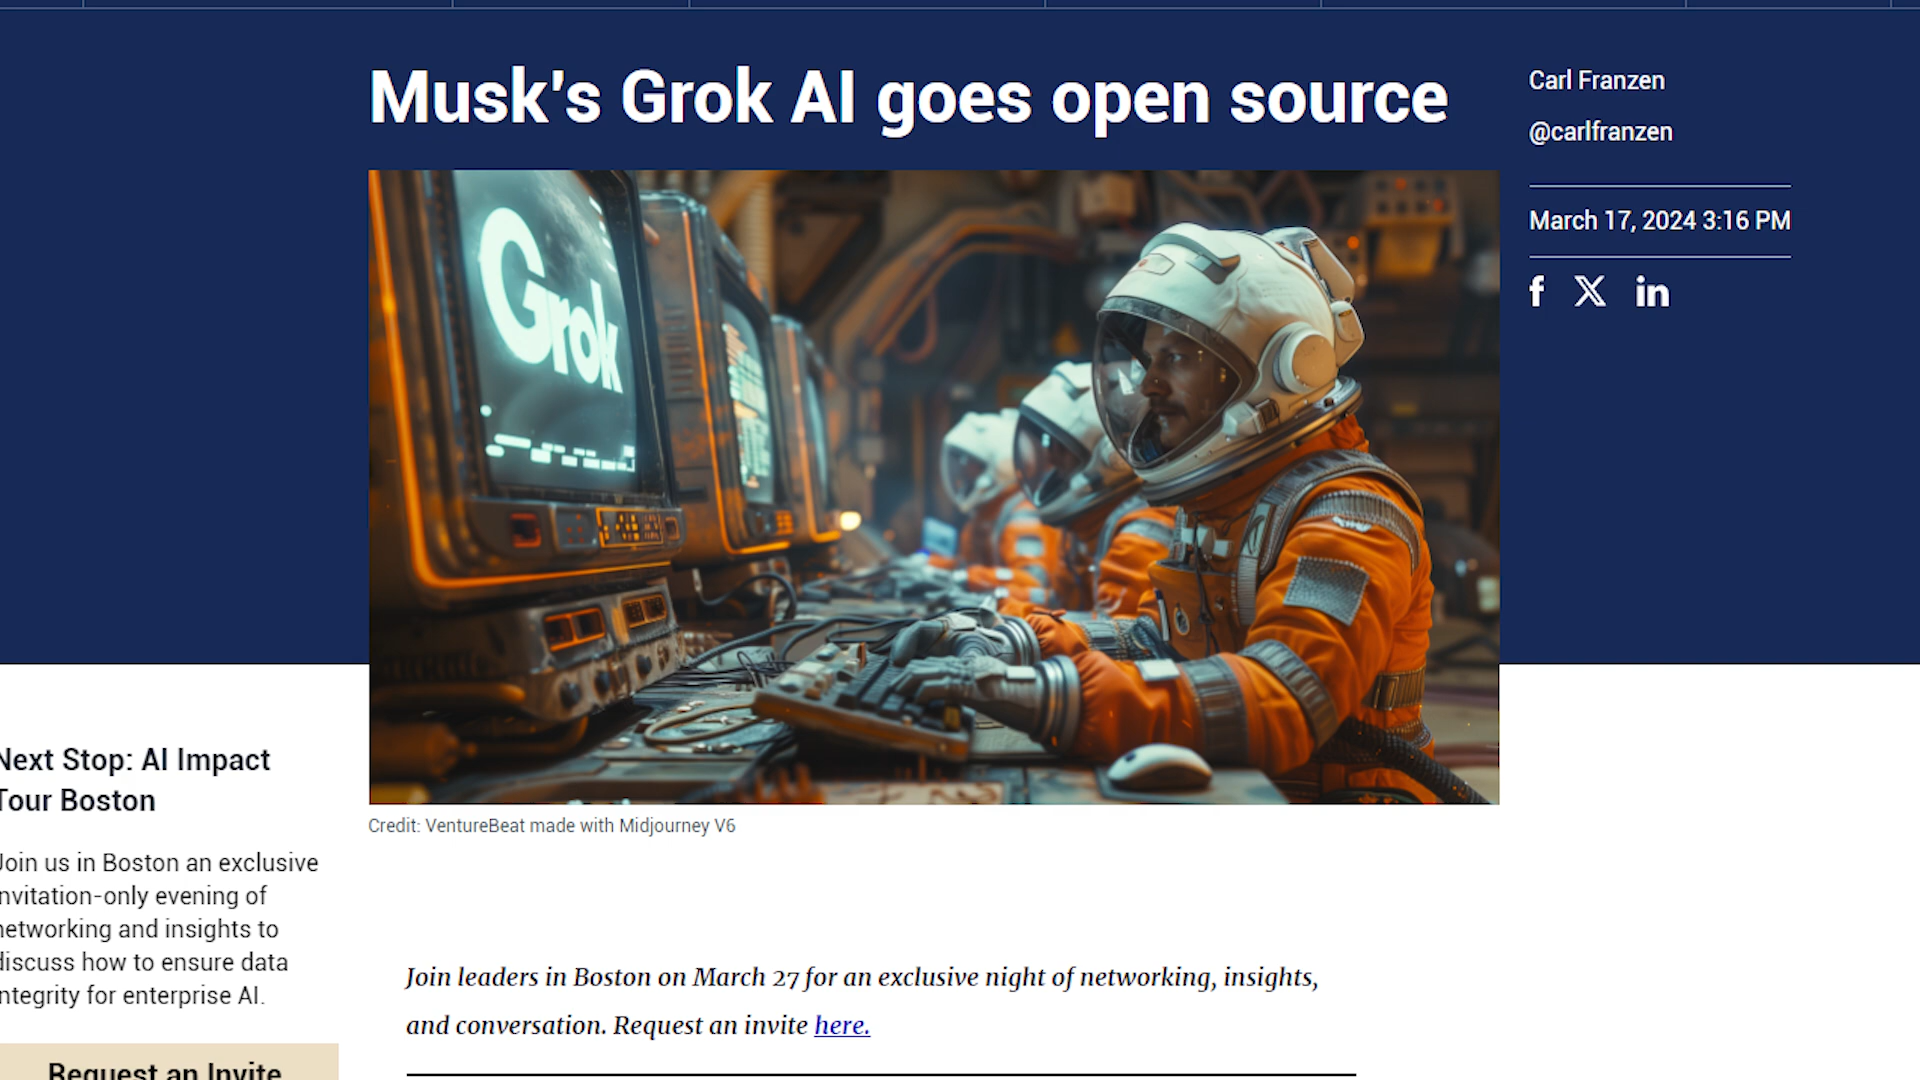 Musk's Grok AI goes open source
Carl Franzen
@carlfranzen
March 17, 2024 3:16 PM
Grok
Credit: VentureBeat made with Midjourney V6
Next Stop: AI Impact
Tour Boston
Join us in Boston an exclusive
invitation-only evening of
networking and insights to
discuss how to ensure data
integrity for enterprise AI.
Request an Invite
Join leaders in Boston on March 27 for an exclusive night of networking, insights,
and conversation. Request an invite here.